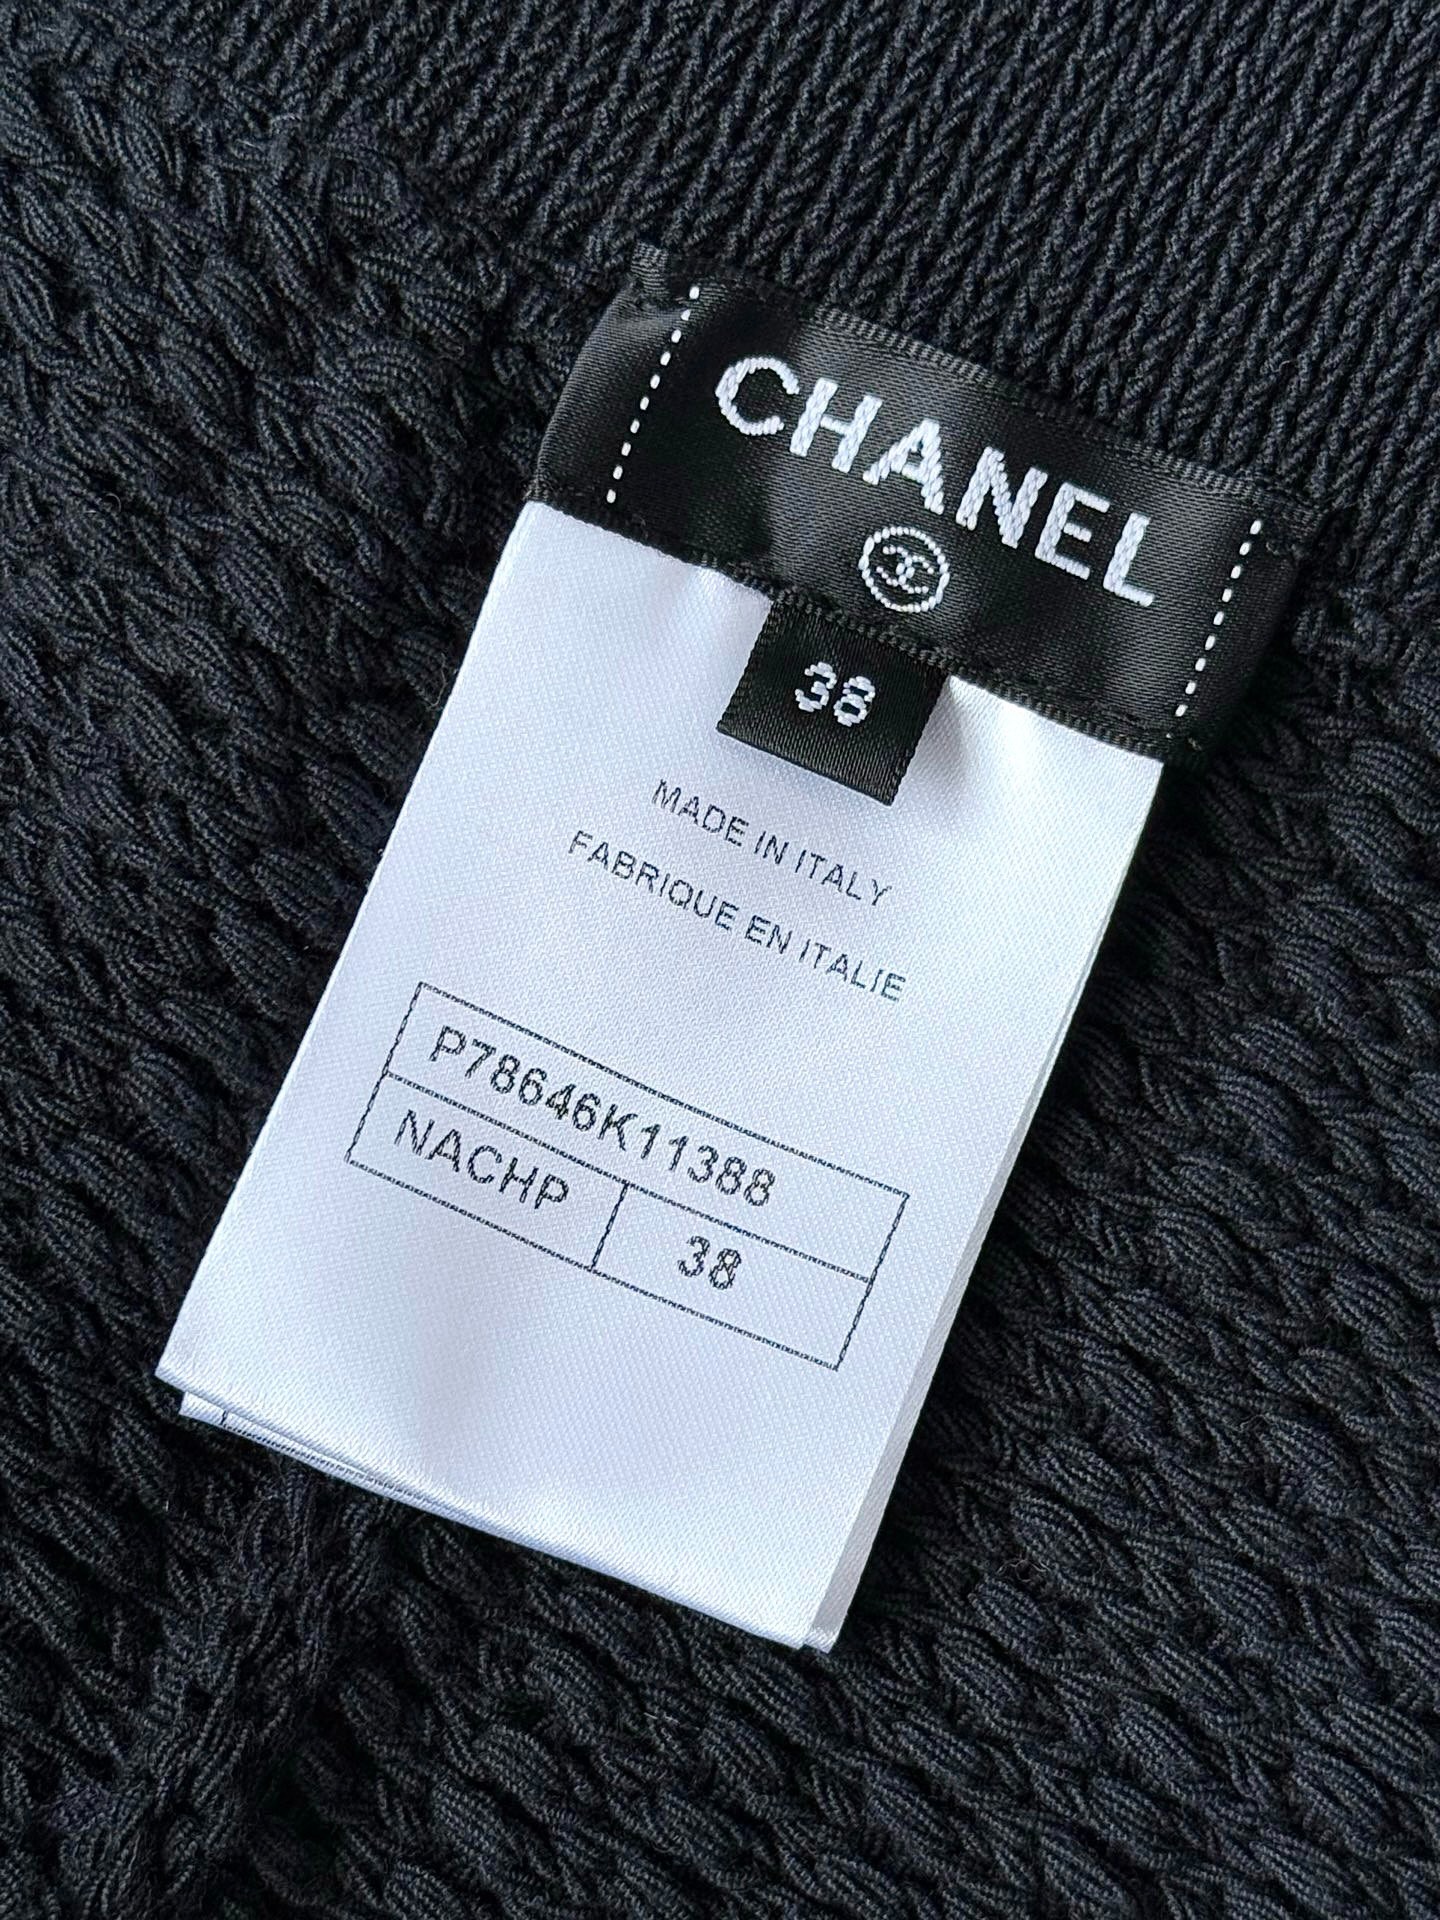 CHANEL
38
MADE IN ITALY
FABRIQUE EN ITALIE
P78646K11388
NACHP 38